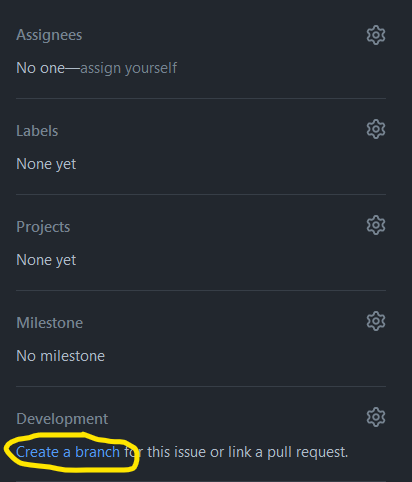 Assignees
No one—assign yourself
Labels
None yet
Projects
None yet
Milestone
No milestone
Development
Create a branch for this issue or link a pull request.